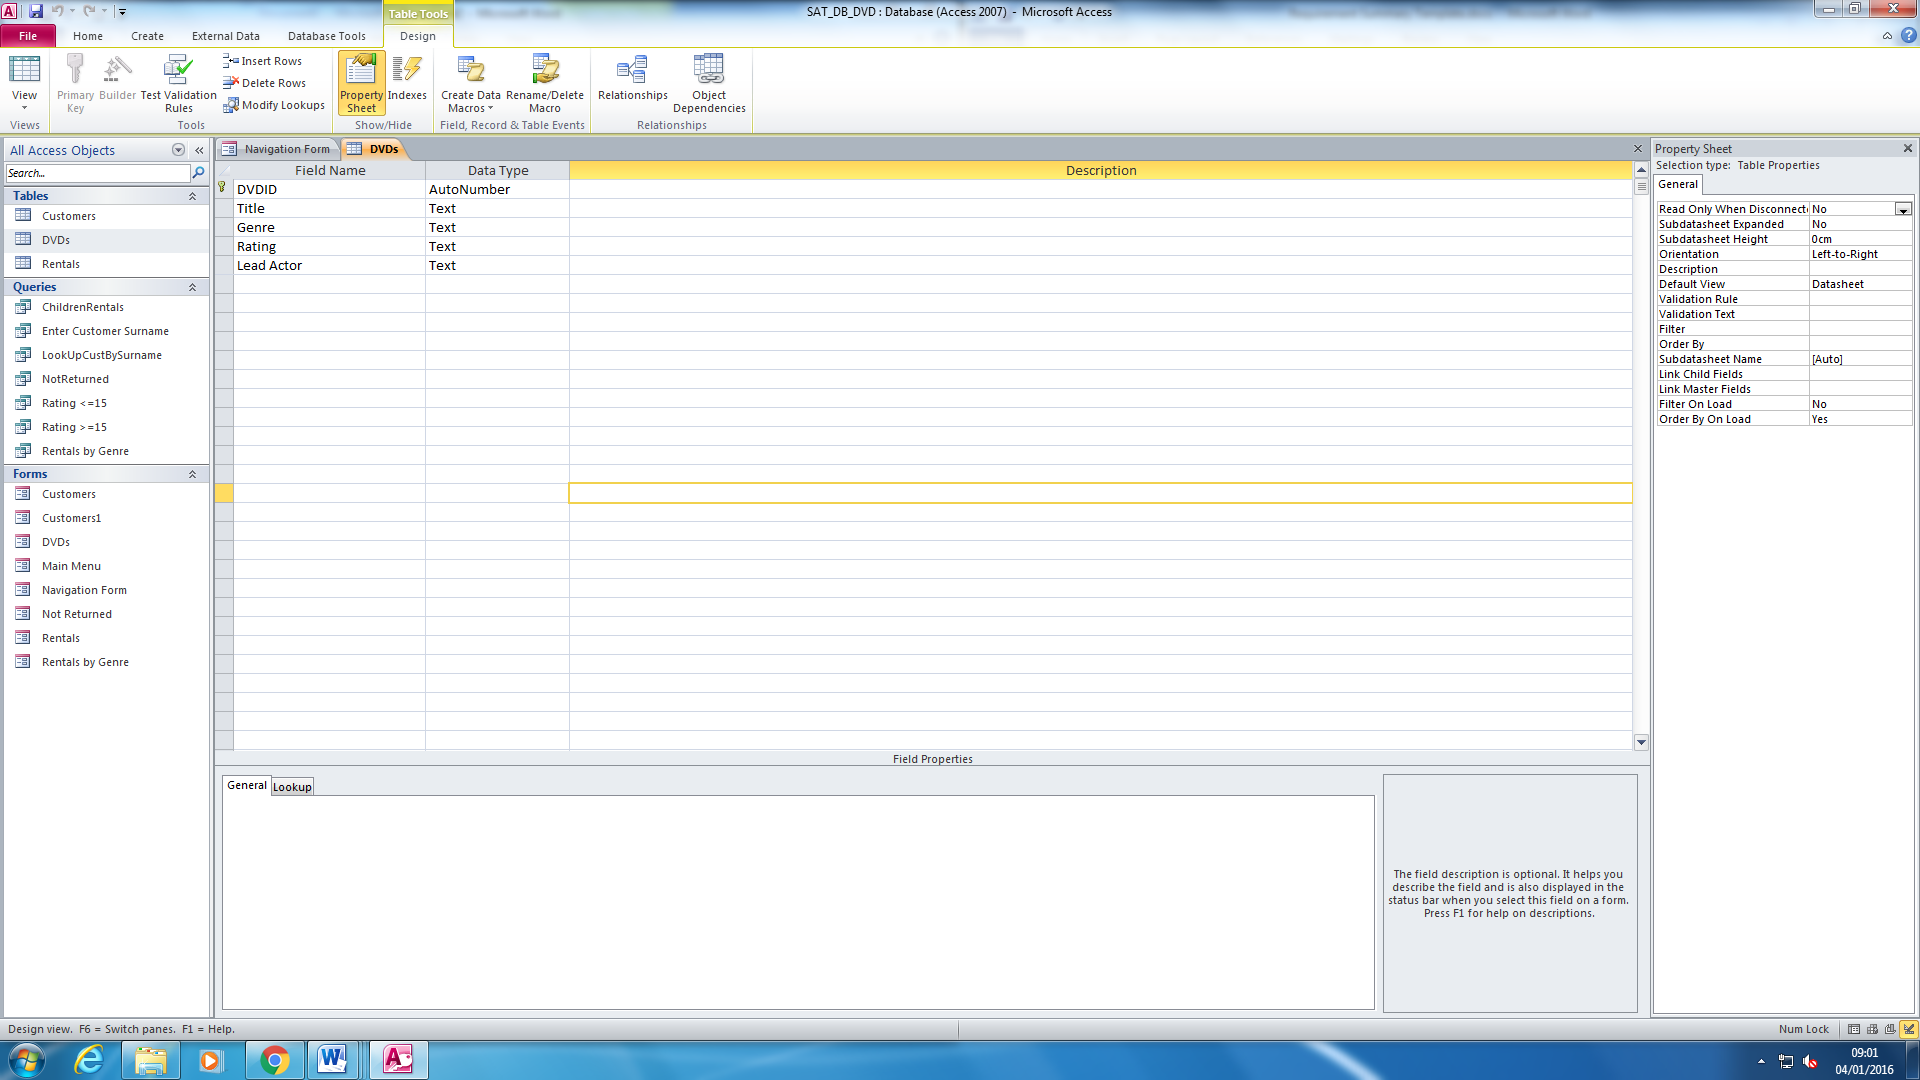 Table Tools
SAT_DB_DVD : Database (Access 2007) - Microsoft Access
File
Home
Create
External Data
Database Tools
Design
View
Primary Key
Builder
Test Validation Rules
Insert Rows
Delete Rows
Modify Lookups
Property Sheet
Indexes
Create Data Macros
Rename/Delete Macro
Relationships
Object Dependencies
Views
Tools
Show/Hide
Field, Record & Table Events
Relationships
All Access Objects
Search...
Tables
Customers
DVDs
Rentals
Queries
ChildrenRentals
Enter Customer Surname
LookUpCustBySurname
NotReturned
Rating <=15
Rating >=15
Rentals by Genre
Forms
Customers
Customers1
DVDs
Main Menu
Navigation Form
Not Returned
Rentals
Rentals by Genre
Navigation Form
DVDs
Field Name
Data Type
Description
DVDID
AutoNumber
Title
Text
Genre
Text
Rating
Text
Lead Actor
Text
Field Properties
General
Lookup
The field description is optional. It helps you
describe the field and is also displayed in the
status bar when you select this field on a form.
Press F1 for help on descriptions.
Property Sheet
Selection type: Table Properties
General
Read Only When Disconnecte No
Subdatasheet Expanded No
Subdatasheet Height 0cm
Orientation Left-to-Right
Description
Default View Datasheet
Validation Rule
Validation Text
Filter
Order By
Subdatasheet Name [Auto]
Link Child Fields
Link Master Fields
Filter On Load No
Order By On Load Yes
Design view. F6 = Switch panes. F1 = Help.
Num Lock
09:01
04/01/2016